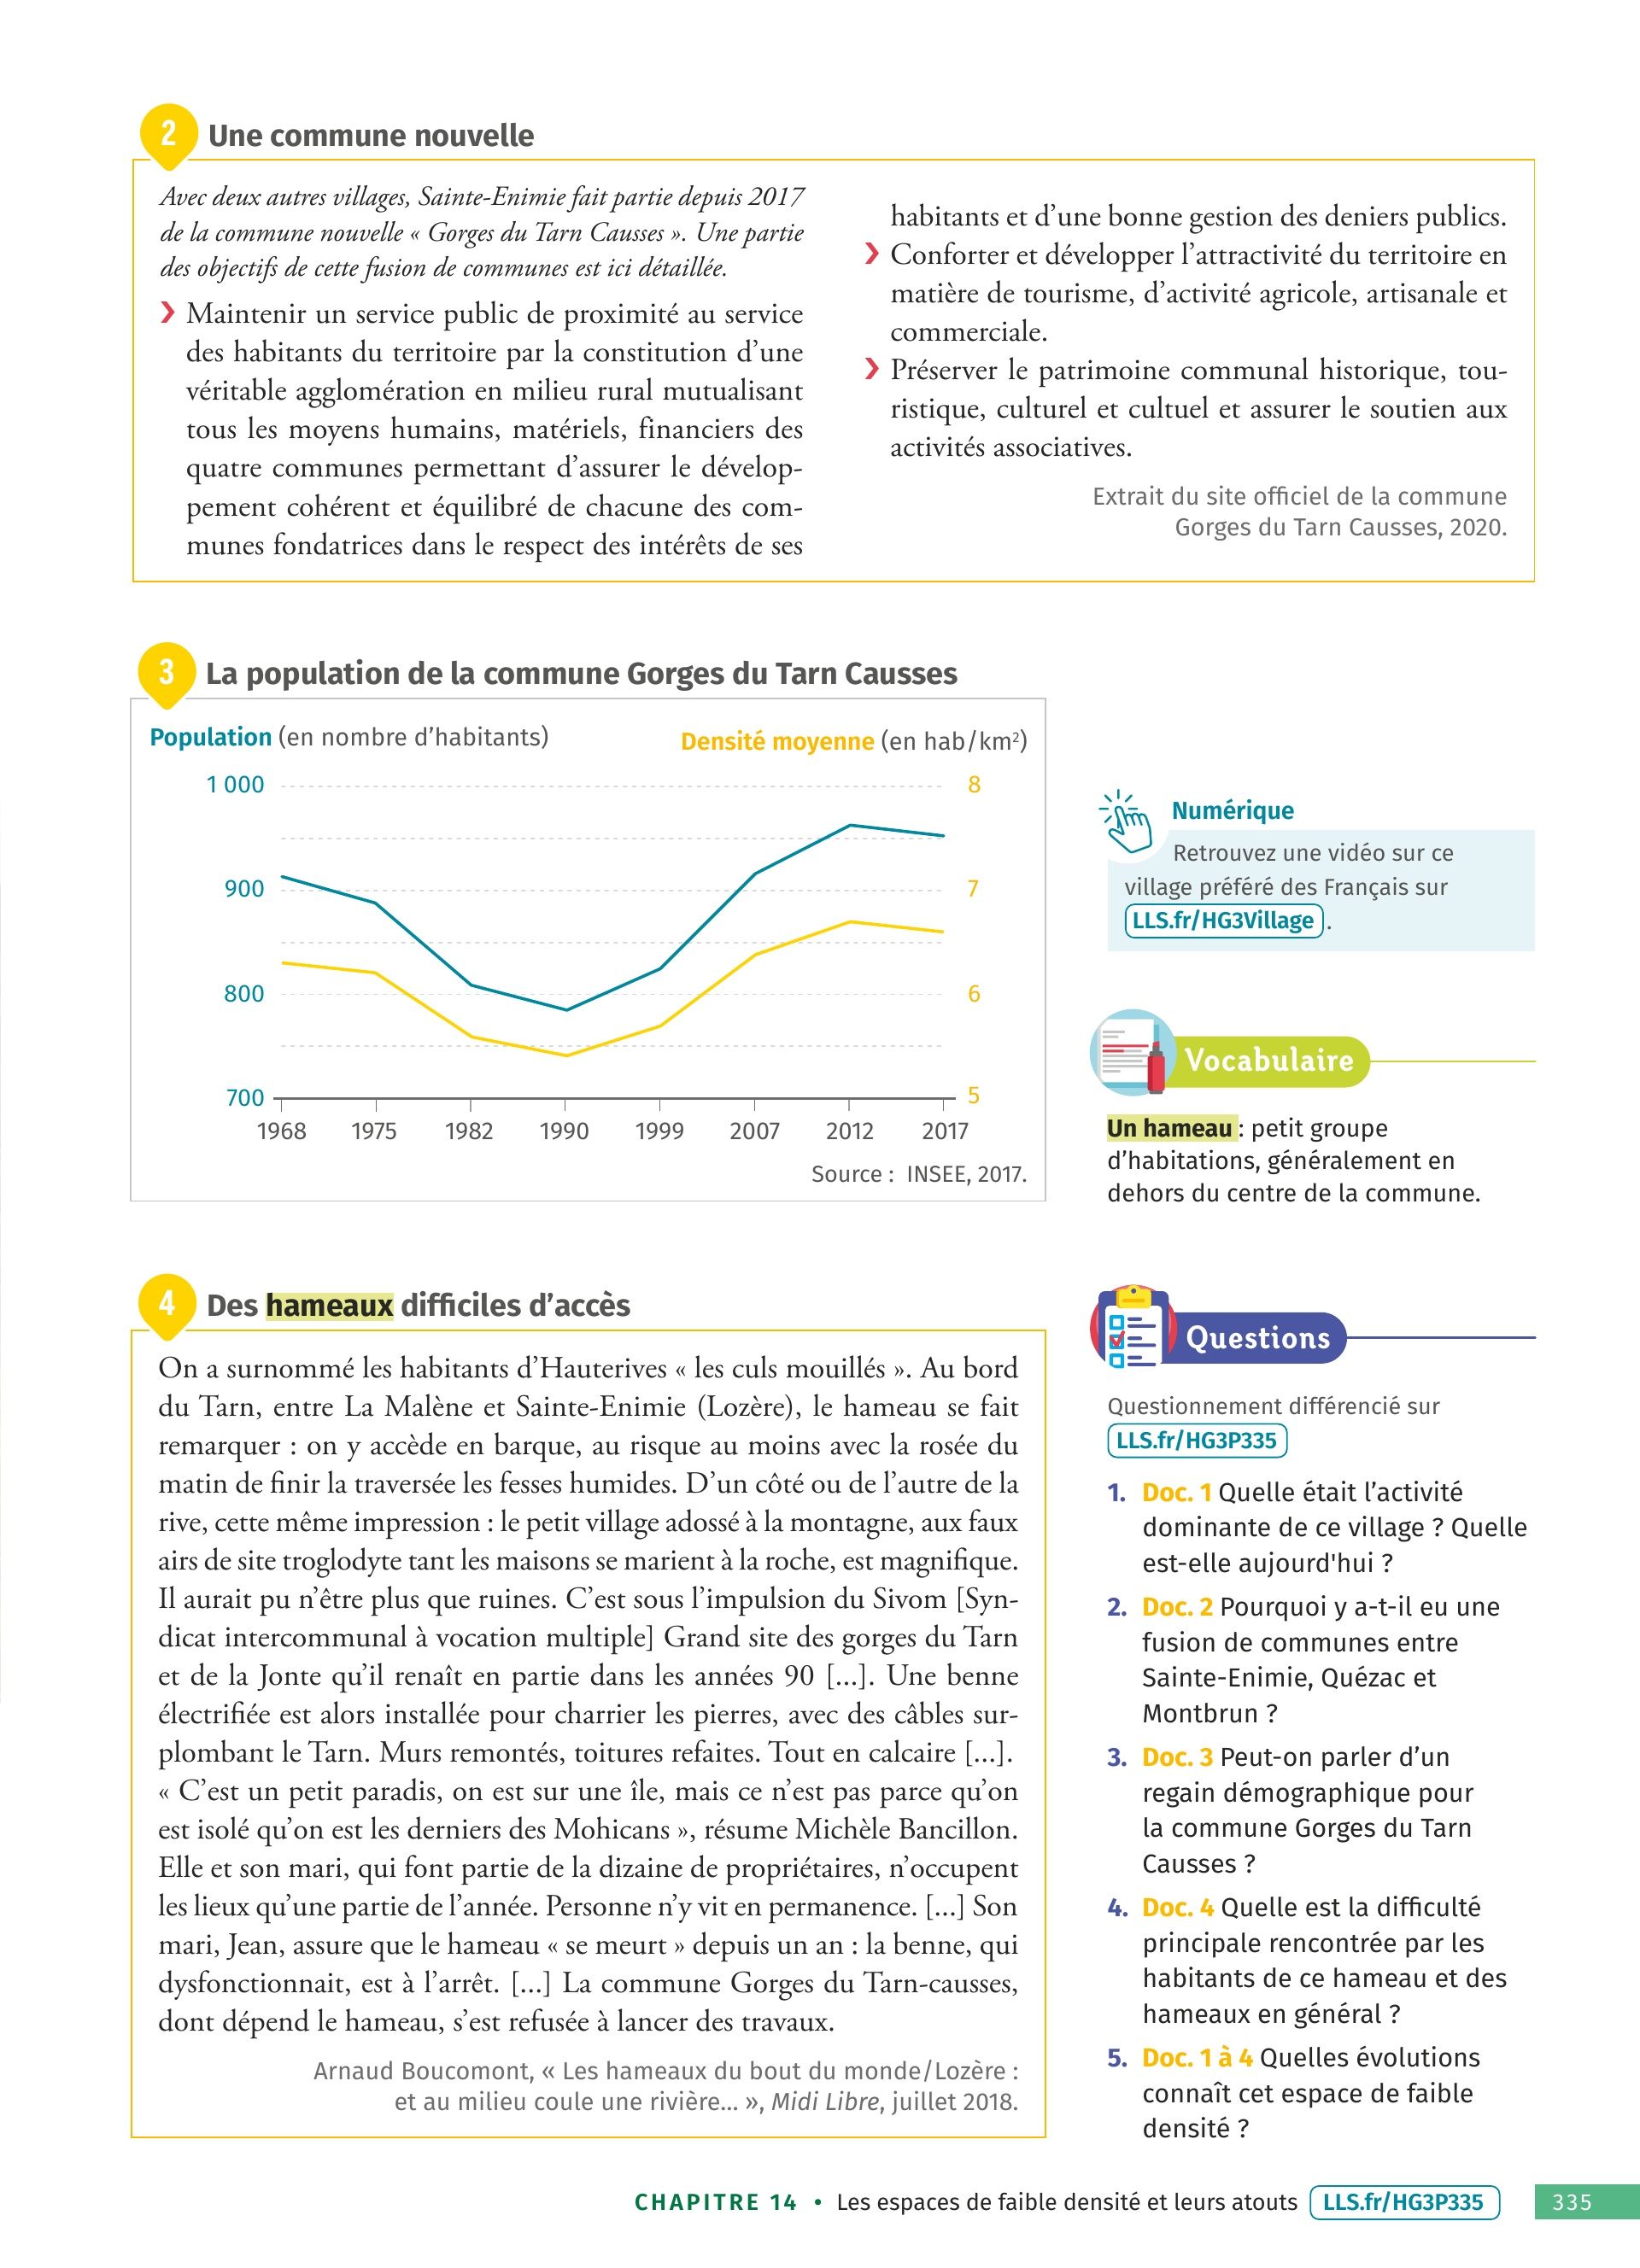 2 Une commune nouvelle
Avec deux autres villages, Sainte-Enimie fait partie depuis 2017
de la commune nouvelle « Gorges du Tarn Causses ». Une partie
des objectifs de cette fusion de communes est ici détaillée.
❯ Maintenir un service public de proximité au service
des habitants du territoire par la constitution d’une
véritable agglomération en milieu rural mutualisant
tous les moyens humains, matériels, financiers des
quatre communes permettant d’assurer le dévelop-
pement cohérent et équilibré de chacune des com-
munes fondatrices dans le respect des intérêts de ses
habitants et d’une bonne gestion des deniers publics.
❯ Conforter et développer l’attractivité du territoire en
matière de tourisme, d’activité agricole, artisanale et
commerciale.
❯ Préserver le patrimoine communal historique, tou-
ristique, culturel et cultuel et assurer le soutien aux
activités associatives.
Extrait du site officiel de la commune
Gorges du Tarn Causses, 2020.
3 La population de la commune Gorges du Tarn Causses
Population (en nombre d’habitants)
Densité moyenne (en hab/km²)
1 000
900
800
700
8
7
6
5
1968 1975 1982 1990 1999 2007 2012 2017
Source : INSEE, 2017.
Numérique
Retrouvez une vidéo sur ce
village préféré des Français sur
LLS.fr/HG3Village .
Vocabulaire
Un hameau : petit groupe
d’habitations, généralement en
dehors du centre de la commune.
4 Des hameaux difficiles d’accès
On a surnommé les habitants d’Hauterives « les culs mouillés ». Au bord
du Tarn, entre La Malène et Sainte-Enimie (Lozère), le hameau se fait
remarquer : on y accède en barque, au risque au moins avec la rosée du
matin de finir la traversée les fesses humides. D’un côté ou de l’autre de la
rive, cette même impression : le petit village adossé à la montagne, aux faux
airs de site troglodyte tant les maisons se marient à la roche, est magnifique.
Il aurait pu n’être plus que ruines. C’est sous l’impulsion du Sivom [Syn-
dicat intercommunal à vocation multiple] Grand site des gorges du Tarn
et de la Jonte qu’il renaît en partie dans les années 90 [...]. Une benne
électrifiée est alors installée pour charrier les pierres, avec des câbles sur-
plombant le Tarn. Murs remontés, toitures refaites. Tout en calcaire [...].
« C’est un petit paradis, on est sur une île, mais ce n’est pas parce qu’on
est isolé qu’on est les derniers des Mohicans », résume Michèle Bancillon.
Elle et son mari, qui font partie de la dizaine de propriétaires, n’occupent
les lieux qu’une partie de l’année. Personne n’y vit en permanence. [...] Son
mari, Jean, assure que le hameau « se meurt » depuis un an : la benne, qui
dysfonctionnait, est à l’arrêt. [...] La commune Gorges du Tarn-causses,
dont dépend le hameau, s’est refusée à lancer des travaux.
Arnaud Boucomont, « Les hameaux du bout du monde/Lozère :
et au milieu coule une rivière... », Midi Libre, juillet 2018.
Questions
Questionnement différencié sur
LLS.fr/HG3P335
1. Doc. 1 Quelle était l’activité
dominante de ce village ? Quelle
est-elle aujourd'hui ?
2. Doc. 2 Pourquoi y a-t-il eu une
fusion de communes entre
Sainte-Enimie, Quézac et
Montbrun ?
3. Doc. 3 Peut-on parler d’un
regain démographique pour
la commune Gorges du Tarn
Causses ?
4. Doc. 4 Quelle est la difficulté
principale rencontrée par les
habitants de ce hameau et des
hameaux en général ?
5. Doc. 1 à 4 Quelles évolutions
connaît cet espace de faible
densité ?
CHAPITRE 14 • Les espaces de faible densité et leurs atouts LLS.fr/HG3P335 335